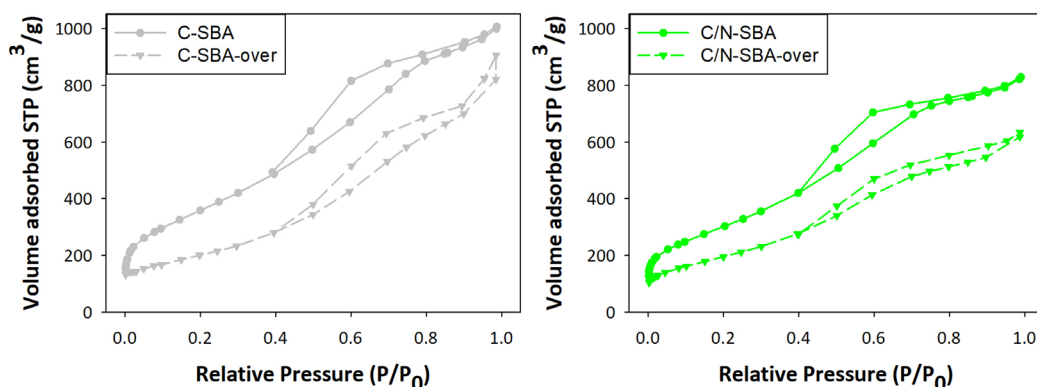 C-SBA
C-SBA-over
1000
800
600
400
200
0
Volume adsorbed STP (cm³/g)
0.0 0.2 0.4 0.6 0.8 1.0
Relative Pressure (P/P₀)
C/N-SBA
C/N-SBA-over
1000
800
600
400
200
0
Volume adsorbed STP (cm³/g)
0.0 0.2 0.4 0.6 0.8 1.0
Relative Pressure (P/P₀)